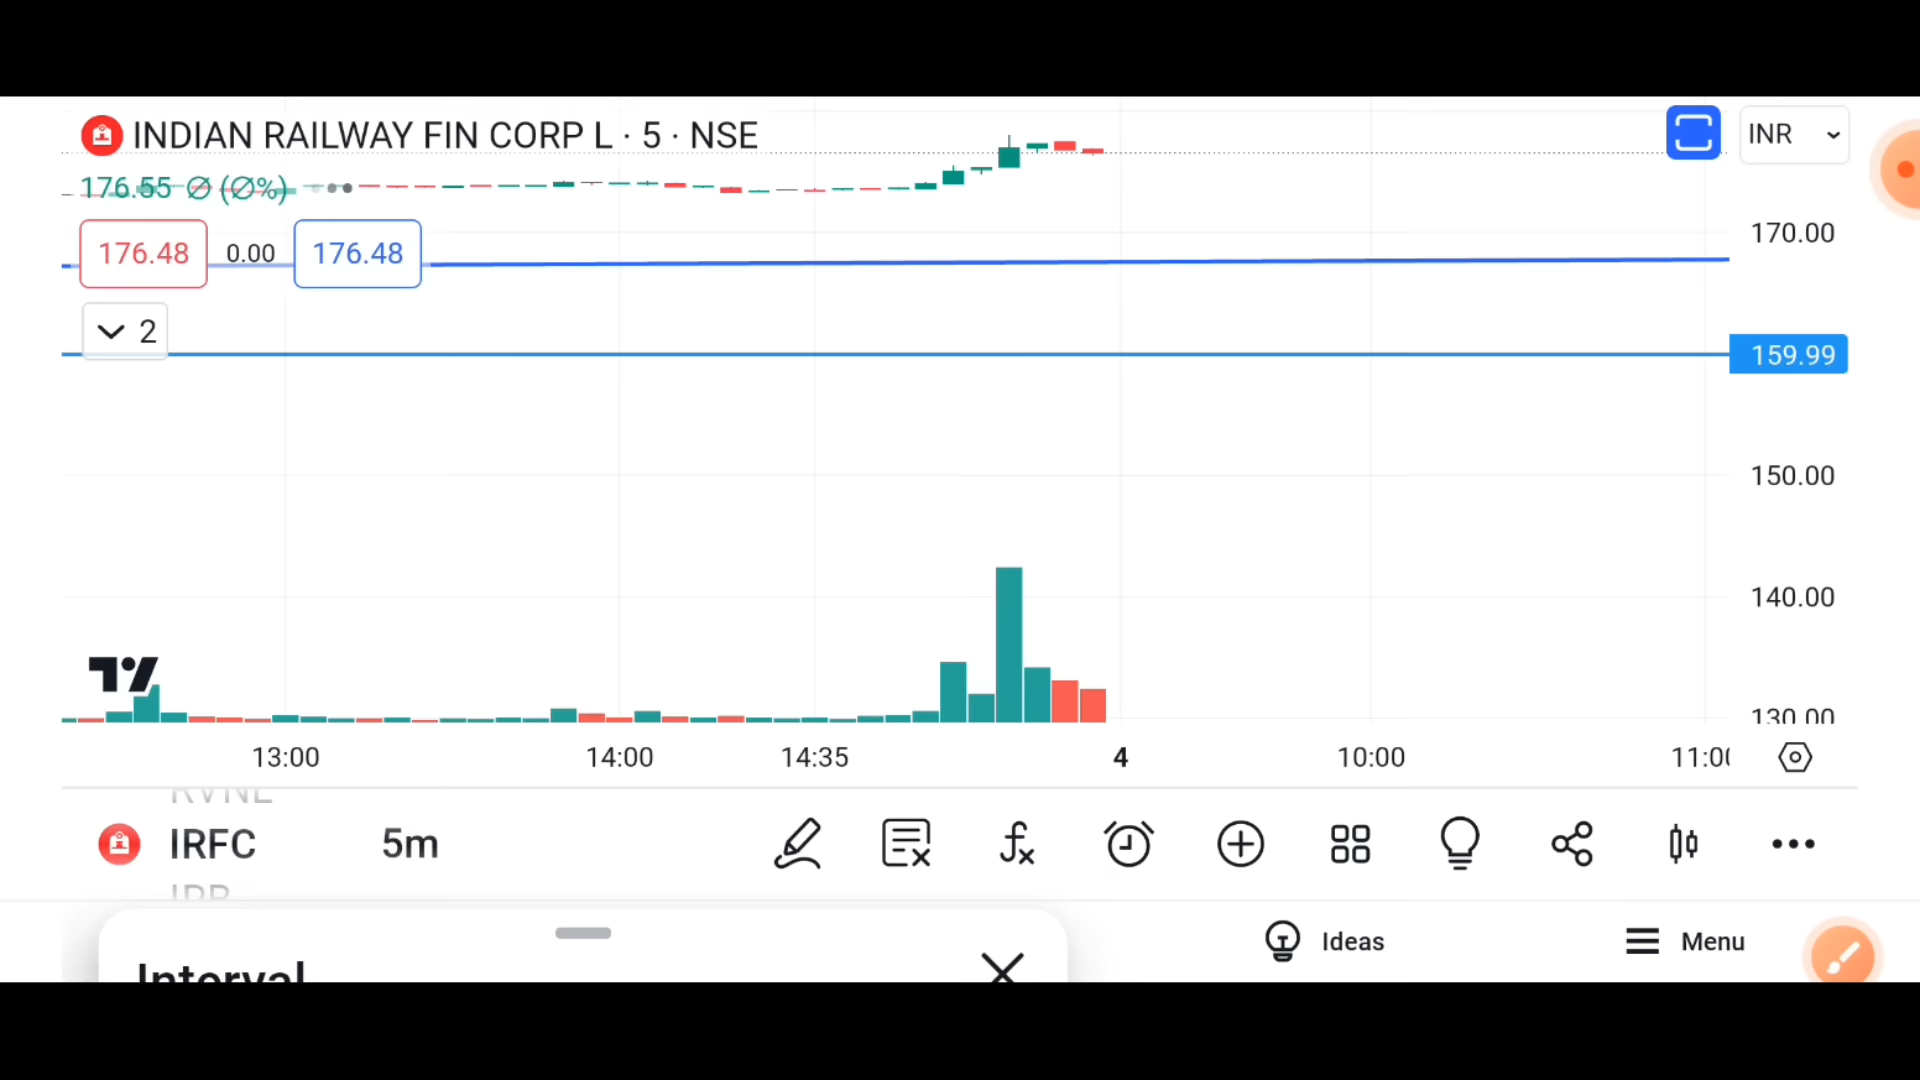 INDIAN RAILWAY FIN CORP L · 5 · NSE
INR
176.55 ∅ (∅%)
176.48 0.00 176.48
170.00
2
159.99
150.00
140.00
130.00
13:00 14:00 14:35 4 10:00 11:00
RVNL
IRFC 5m
Ideas
Menu
Interval